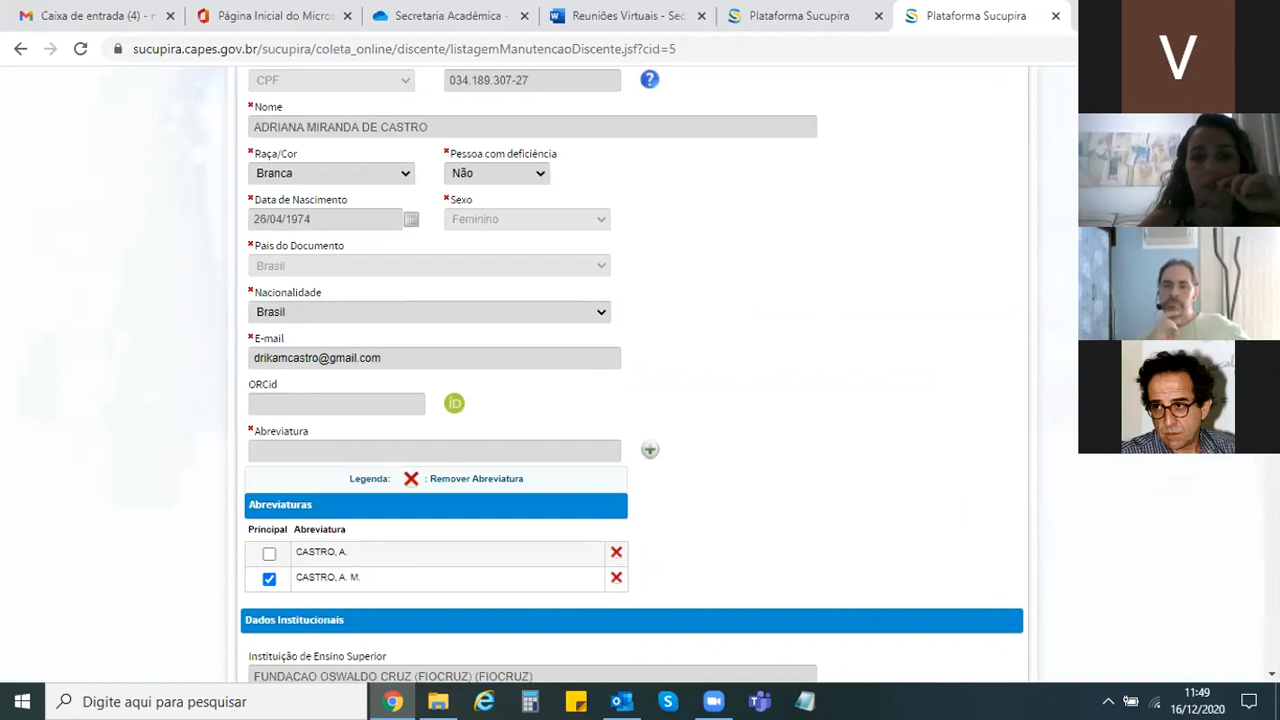 Caixa de entrada (4) - r
Página Inicial do Micros
Secretaria Acadêmica -
Reuniões Virtuais - Sec
Plataforma Sucupira
Plataforma Sucupira
sucupira.capes.gov.br/sucupira/coleta_online/discente/listagemManutencaoDiscente.jsf?cid=5
V
CPF
034.189.307-27
*Nome
ADRIANA MIRANDA DE CASTRO
*Raça/Cor
*Pessoa com deficiência
Branca
Não
*Data de Nascimento
*Sexo
26/04/1974
Feminino
*País do Documento
Brasil
*Nacionalidade
Brasil
*E-mail
drikamcastro@gmail.com
ORCid
iD
*Abreviatura
Legenda: : Remover Abreviatura
Abreviaturas
Principal Abreviatura
CASTRO, A.
CASTRO, A. M.
Dados Institucionais
Instituição de Ensino Superior
FUNDACAO OSWALDO CRUZ (FIOCRUZ) (FIOCRUZ)
Digite aqui para pesquisar
11:49
16/12/2020